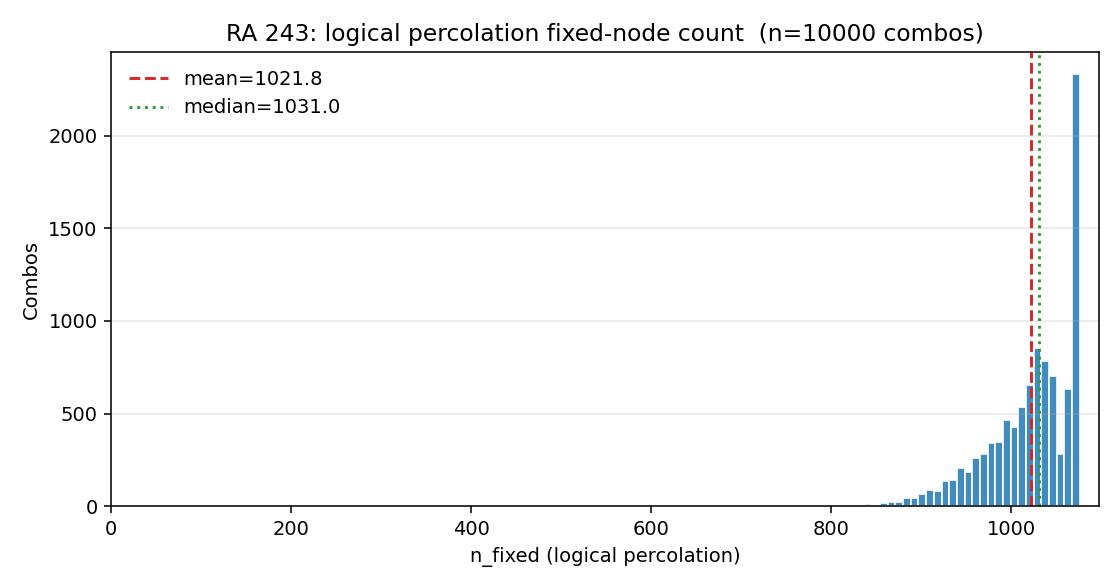 RA 243: logical percolation fixed-node count  (n=10000 combos)
mean=1021.8
median=1031.0
2000
1500
1000
500
0
Combos
0 200 400 600 800 1000
n_fixed (logical percolation)